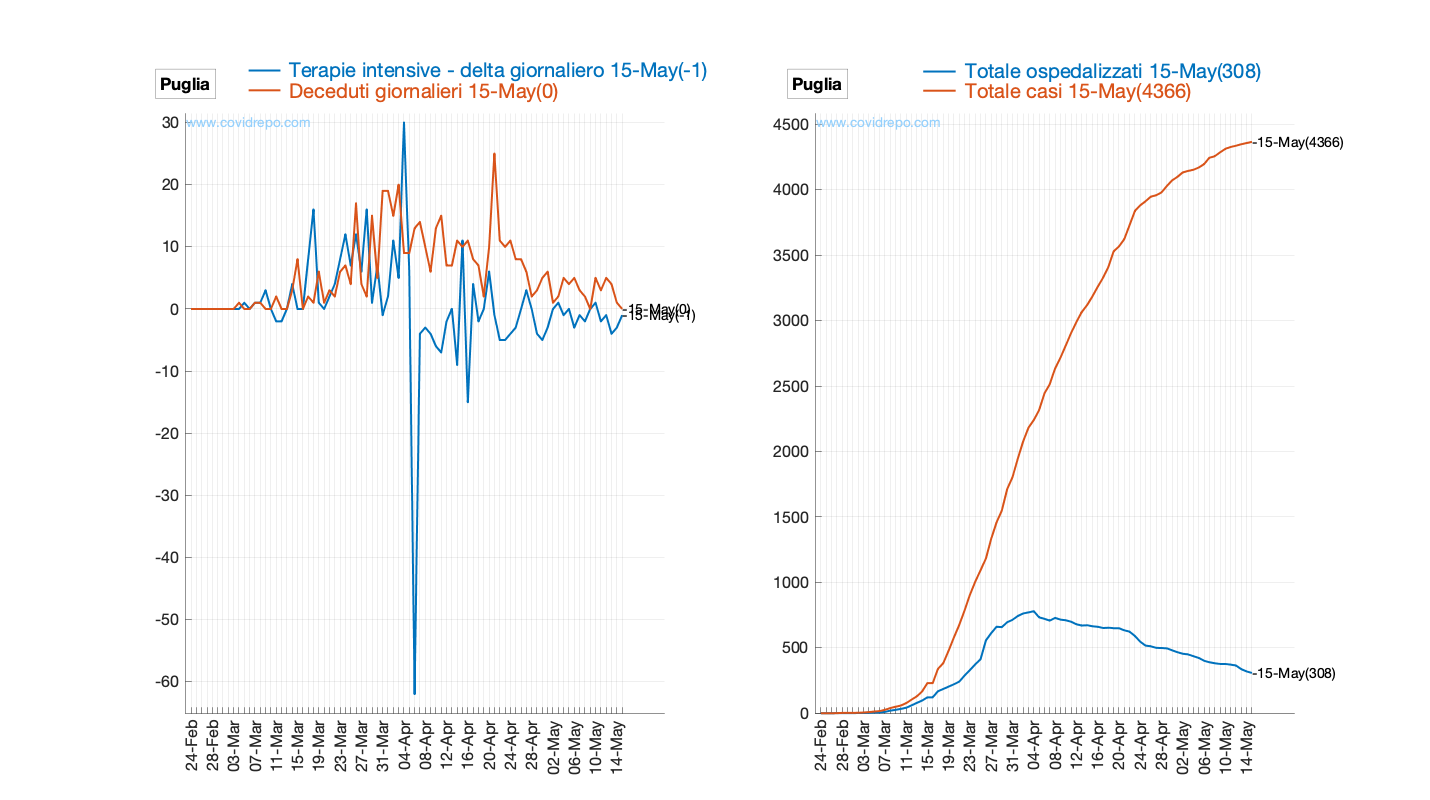 Puglia
Terapie intensive - delta giornaliero 15-May(-1)
Deceduti giornalieri 15-May(0)
www.covidrepo.com
30
20
10
0
-10
-20
-30
-40
-50
-60
-15-May(0)
-15-May(-1)
24-Feb
28-Feb
03-Mar
07-Mar
11-Mar
15-Mar
19-Mar
23-Mar
27-Mar
31-Mar
04-Apr
08-Apr
12-Apr
16-Apr
20-Apr
24-Apr
28-Apr
02-May
06-May
10-May
14-May
Puglia
Totale ospedalizzati 15-May(308)
Totale casi 15-May(4366)
www.covidrepo.com
4500
4000
3500
3000
2500
2000
1500
1000
500
0
-15-May(4366)
-15-May(308)
24-Feb
28-Feb
03-Mar
07-Mar
11-Mar
15-Mar
19-Mar
23-Mar
27-Mar
31-Mar
04-Apr
08-Apr
12-Apr
16-Apr
20-Apr
24-Apr
28-Apr
02-May
06-May
10-May
14-May